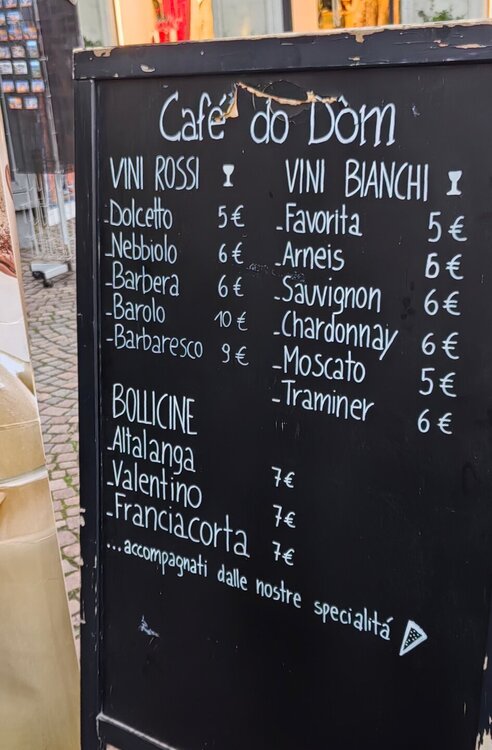 Café do Dôm
VINI ROSSI
-Dolcetto 5€
-Nebbiolo 6€
-Barbera 6€
-Barolo 10€
-Barbaresco 9€
VINI BIANCHI
-Favorita 5€
-Arneis 6€
-Sauvignon 6€
-Chardonnay 6€
-Moscato 5€
-Traminer 6€
BOLLICINE
-Altalanga 7€
-Valentino 7€
-Franciacorta 7€
...accompagnati dalle nostre specialitá